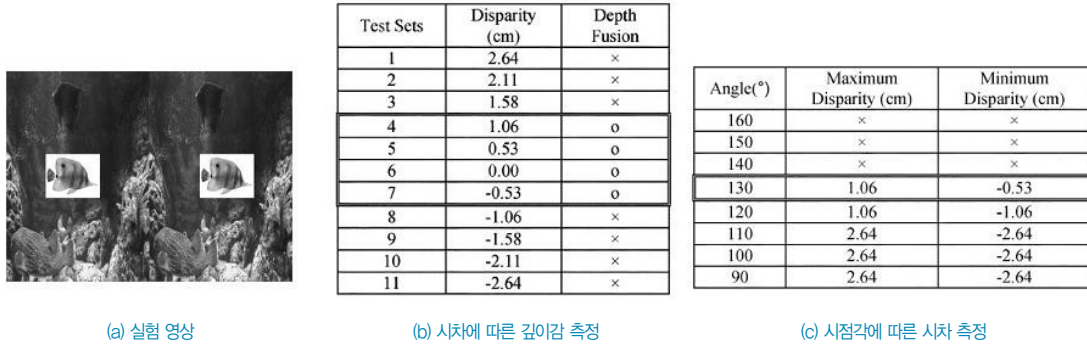 Test Sets Disparity (cm) Depth Fusion
1 2.64 ×
2 2.11 ×
3 1.58 ×
4 1.06 o
5 0.53 o
6 0.00 o
7 -0.53 o
8 -1.06 ×
9 -1.58 ×
10 -2.11 ×
11 -2.64 ×
Angle(°) Maximum Disparity (cm) Minimum Disparity (cm)
160 × ×
150 × ×
140 × ×
130 1.06 -0.53
120 1.06 -1.06
110 2.64 -2.64
100 2.64 -2.64
90 2.64 -2.64
(a) 실험 영상
(b) 시차에 따른 깊이감 측정
(c) 시점각에 따른 시차 측정